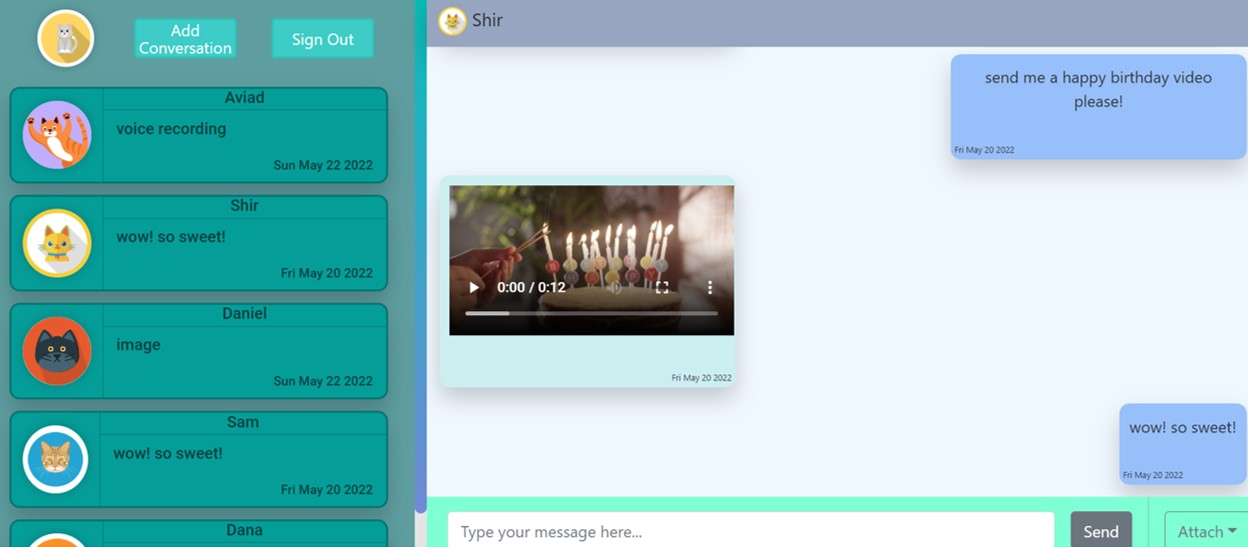 Add
Conversation
Sign Out
Aviad
voice recording
Sun May 22 2022
Shir
wow! so sweet!
Fri May 20 2022
Daniel
image
Sun May 22 2022
Sam
wow! so sweet!
Fri May 20 2022
Dana
Shir
send me a happy birthday video
please!
Fri May 20 2022
0:00 / 0:12
Fri May 20 2022
wow! so sweet!
Fri May 20 2022
Type your message here...
Send
Attach